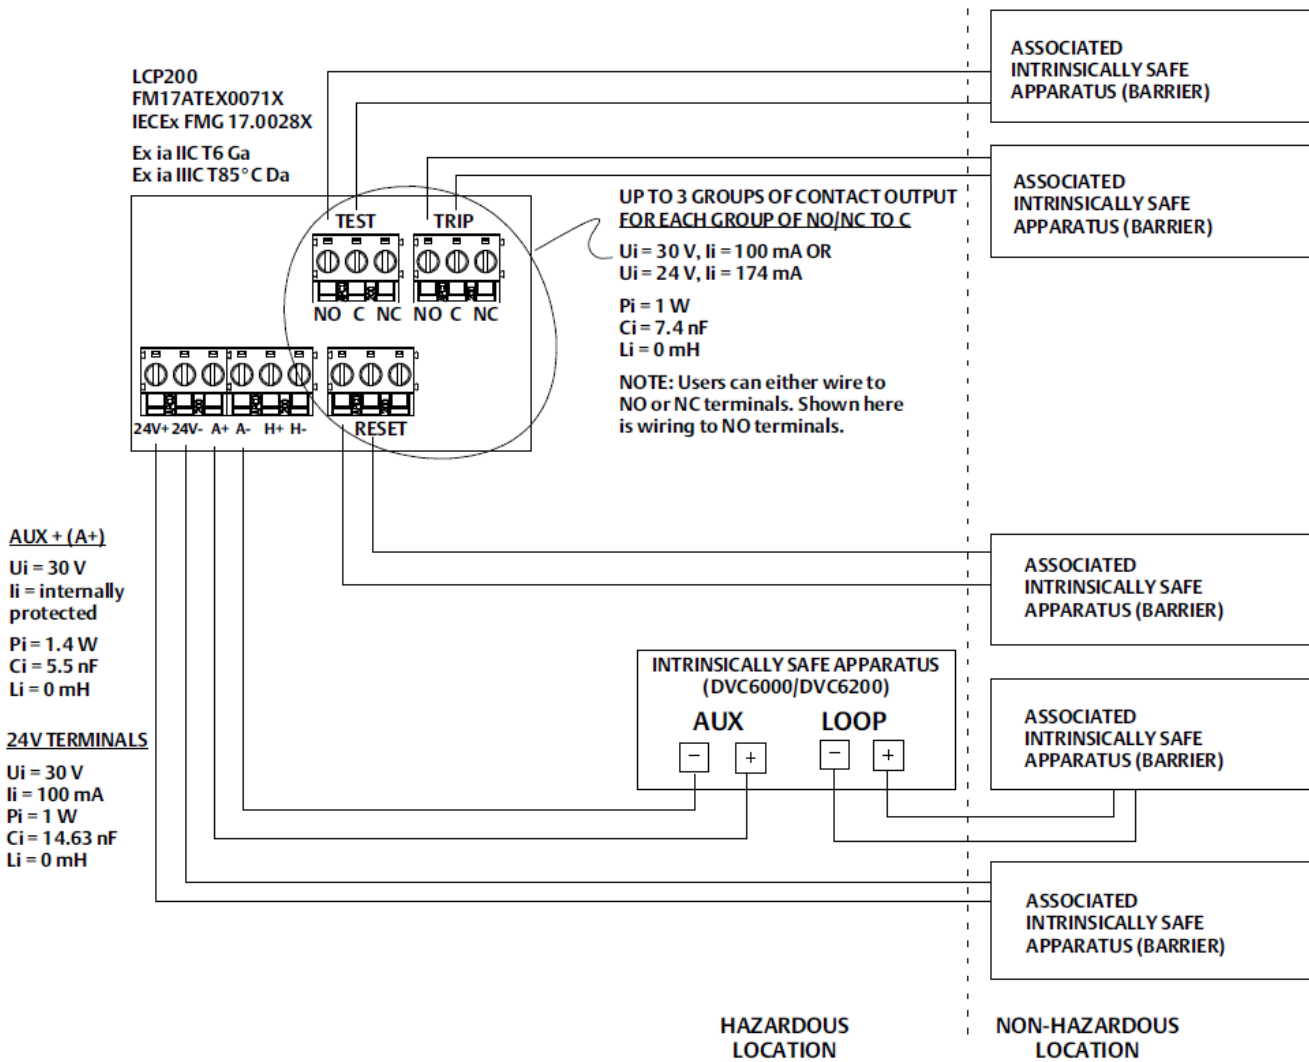 LCP200
FM17ATEX0071X
IECEx FMG 17.0028X
Ex ia IIC T6 Ga
Ex ia IIIC T85°C Da
TEST
TRIP
NO C NC NO C NC
24V+ 24V- A+ A- H+ H-
RESET
UP TO 3 GROUPS OF CONTACT OUTPUT
FOR EACH GROUP OF NO/NC TO C
Ui = 30 V, Ii = 100 mA OR
Ui = 24 V, Ii = 174 mA
Pi = 1 W
Ci = 7.4 nF
Li = 0 mH
NOTE: Users can either wire to
NO or NC terminals. Shown here
is wiring to NO terminals.
ASSOCIATED
INTRINSICALLY SAFE
APPARATUS (BARRIER)
ASSOCIATED
INTRINSICALLY SAFE
APPARATUS (BARRIER)
AUX + (A+)
Ui = 30 V
Ii = internally
protected
Pi = 1.4 W
Ci = 5.5 nF
Li = 0 mH
24V TERMINALS
Ui = 30 V
Ii = 100 mA
Pi = 1 W
Ci = 14.63 nF
Li = 0 mH
INTRINSICALLY SAFE APPARATUS
(DVC6000/DVC6200)
AUX
LOOP
− + − +
ASSOCIATED
INTRINSICALLY SAFE
APPARATUS (BARRIER)
ASSOCIATED
INTRINSICALLY SAFE
APPARATUS (BARRIER)
ASSOCIATED
INTRINSICALLY SAFE
APPARATUS (BARRIER)
HAZARDOUS
LOCATION
NON-HAZARDOUS
LOCATION